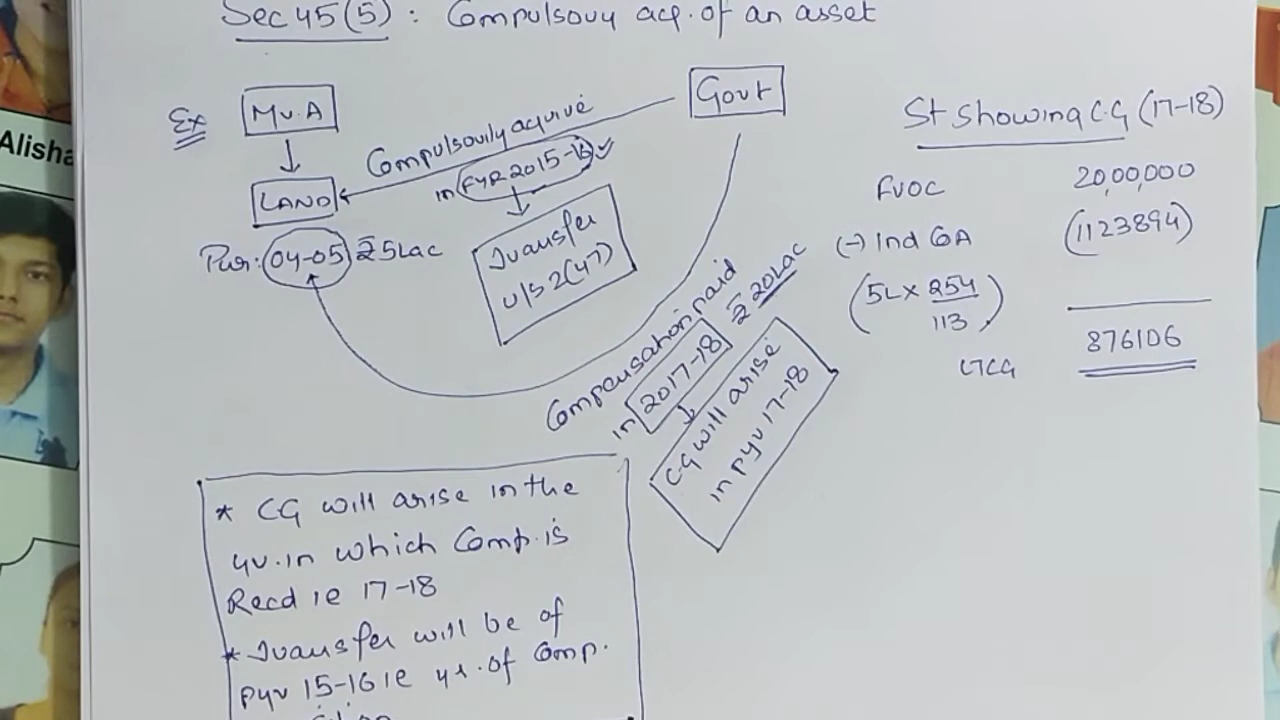 Sec 45(5) : Compulsory acq. of an asset
Ex
Mr. A
LAND
Pur: 04-05 = 5Lac
Govt
Compulsorily acquire
in F yr 2015-16
Transfer
u/s 2(47)
Compensation paid
in 2017-18 = 20Lac
CG will arise
in pyr 17-18
St Showing C.G (17-18)
FVOC 20,00,000
(-) Ind COA (1123894)
(5L × 254
113)
LTCG 876106
* CG will arise in the
yr. in which Comp. is
Recd ie 17-18
* Transfer will be of
pyr 15-16 ie yr. of Comp.
Alisha